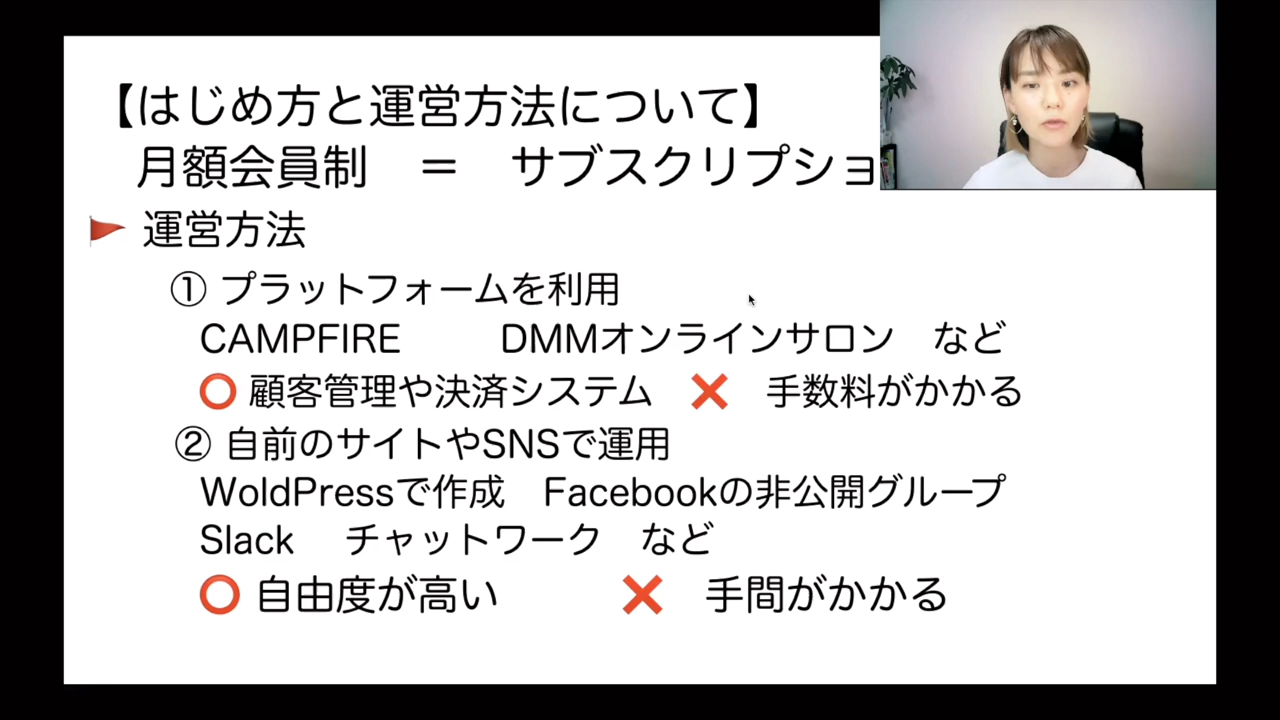 【はじめ方と運営方法について】
月額会員制 = サブスクリプショ
運営方法
① プラットフォームを利用
CAMPFIRE DMMオンラインサロン など
⭕ 顧客管理や決済システム ❌ 手数料がかかる
② 自前のサイトやSNSで運用
WoldPressで作成 Facebookの非公開グループ
Slack チャットワーク など
⭕ 自由度が高い ❌ 手間がかかる